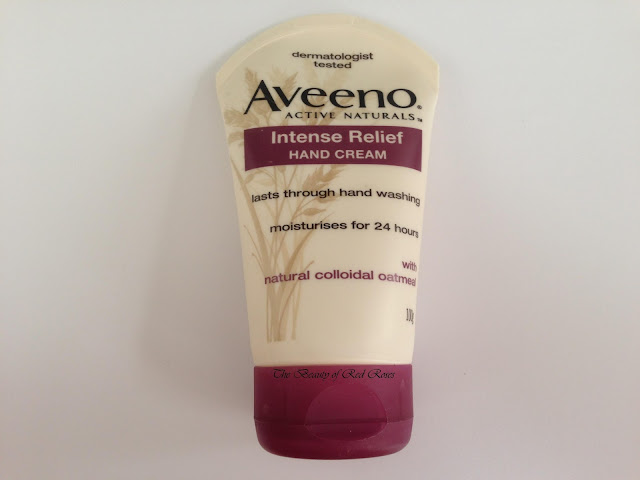 dermatologist
tested
Aveeno®
ACTIVE NATURALS™
Intense Relief
HAND CREAM
lasts through hand washing
moisturises for 24 hours
with
natural colloidal oatmeal
100g
The Beauty of Red Roses